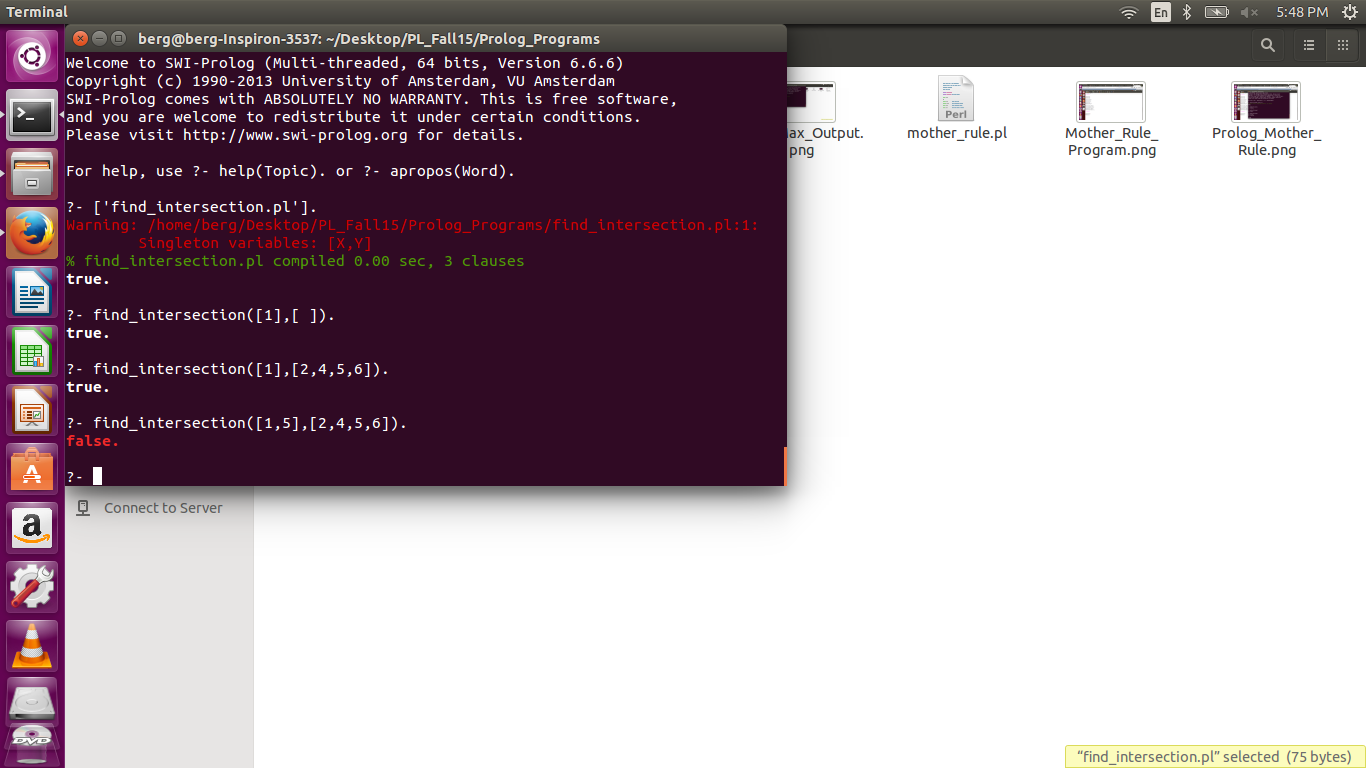 Terminal
En
5:48 PM
berg@berg-Inspiron-3537: ~/Desktop/PL_Fall15/Prolog_Programs
Welcome to SWI-Prolog (Multi-threaded, 64 bits, Version 6.6.6)
Copyright (c) 1990-2013 University of Amsterdam, VU Amsterdam
SWI-Prolog comes with ABSOLUTELY NO WARRANTY. This is free software,
and you are welcome to redistribute it under certain conditions.
Please visit http://www.swi-prolog.org for details.
For help, use ?- help(Topic). or ?- apropos(Word).
?- ['find_intersection.pl'].
Warning: /home/berg/Desktop/PL_Fall15/Prolog_Programs/find_intersection.pl:1:
Singleton variables: [X,Y]
% find_intersection.pl compiled 0.00 sec, 3 clauses
true.
?- find_intersection([1],[ ]).
true.
?- find_intersection([1],[2,4,5,6]).
true.
?- find_intersection([1,5],[2,4,5,6]).
false.
?-
ax_Output.
png
Perl
mother_rule.pl
Mother_Rule_
Program.png
Prolog_Mother_
Rule.png
Connect to Server
“find_intersection.pl” selected (75 bytes)